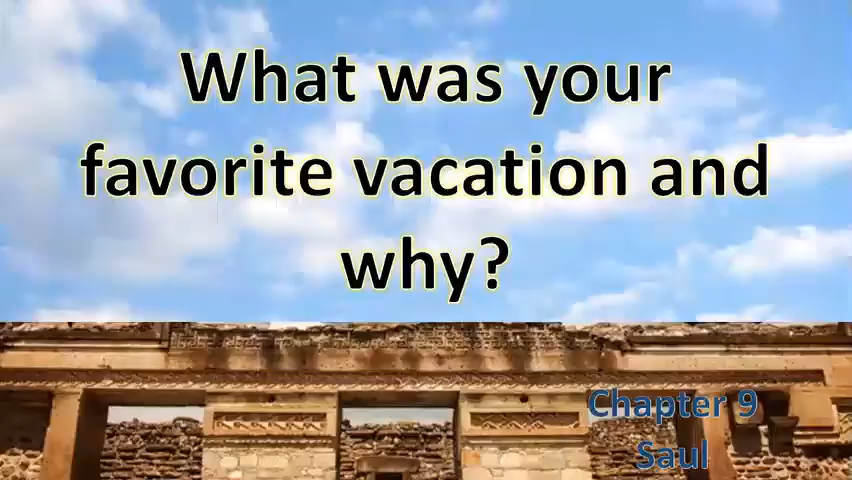 What was your
favorite vacation and
why?
Chapter 9
Saul